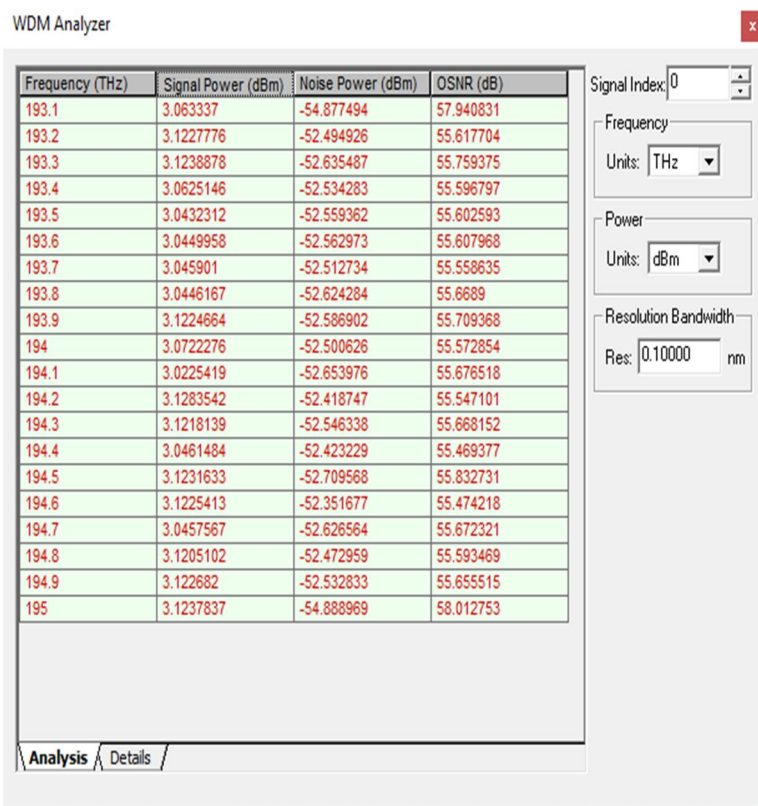 WDM Analyzer
x
Frequency (THz) Signal Power (dBm) Noise Power (dBm) OSNR (dB)
193.1 3.063337 -54.877494 57.940831
193.2 3.1227776 -52.494926 55.617704
193.3 3.1238878 -52.635487 55.759375
193.4 3.0625146 -52.534283 55.596797
193.5 3.0432312 -52.559362 55.602593
193.6 3.0449958 -52.562973 55.607968
193.7 3.045901 -52.512734 55.558635
193.8 3.0446167 -52.624284 55.6689
193.9 3.1224664 -52.586902 55.709368
194 3.0722276 -52.500626 55.572854
194.1 3.0225419 -52.653976 55.676518
194.2 3.1283542 -52.418747 55.547101
194.3 3.1218139 -52.546338 55.668152
194.4 3.0461484 -52.423229 55.469377
194.5 3.1231633 -52.709568 55.832731
194.6 3.1225413 -52.351677 55.474218
194.7 3.0457567 -52.626564 55.672321
194.8 3.1205102 -52.472959 55.593469
194.9 3.122682 -52.532833 55.655515
195 3.1237837 -54.888969 58.012753
Signal Index: 0
Frequency
Units: THz
Power
Units: dBm
Resolution Bandwidth
Res: 0.10000 nm
Analysis Details